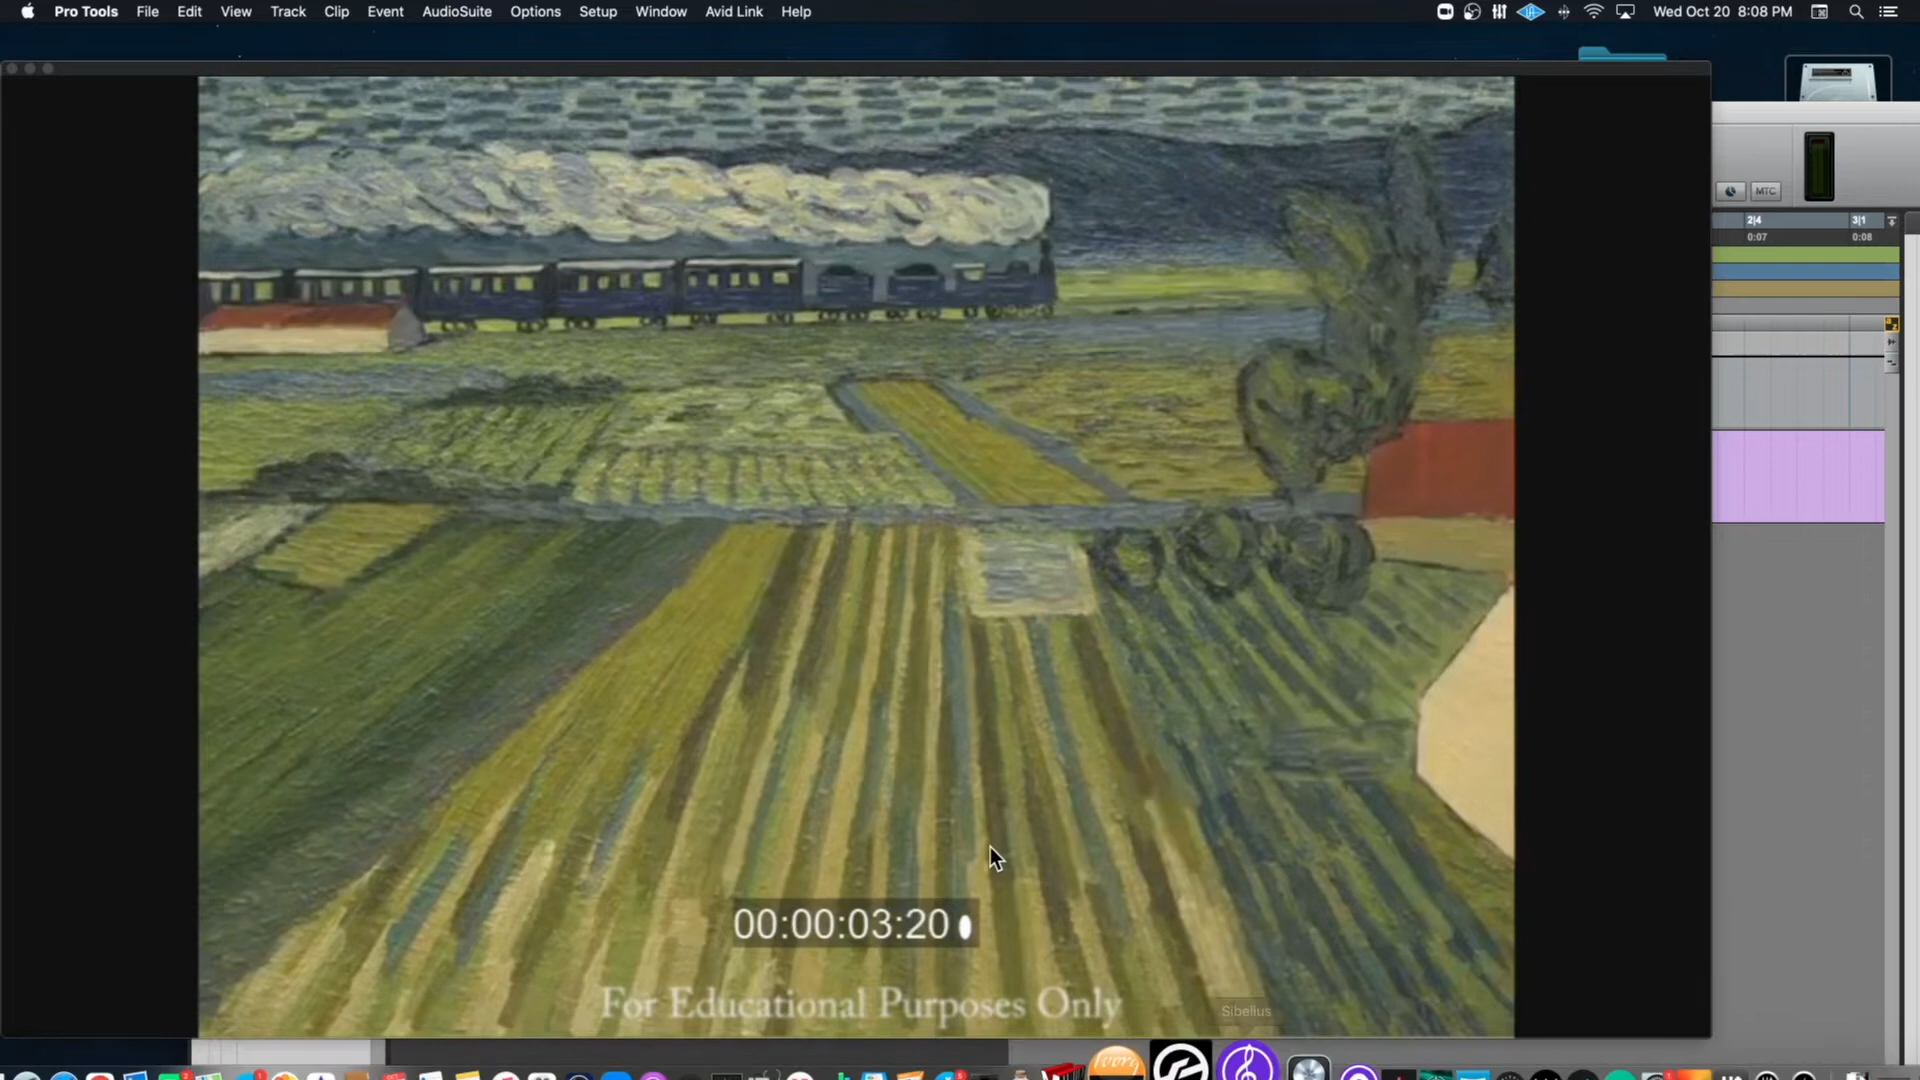 Pro Tools File Edit View Track Clip Event AudioSuite Options Setup Window Avid Link Help Wed Oct 20 8:08 PM
MTC
2|4 3|1
0:07 0:08
00:00:03:20
For Educational Purposes Only
Sibelius
Ivory